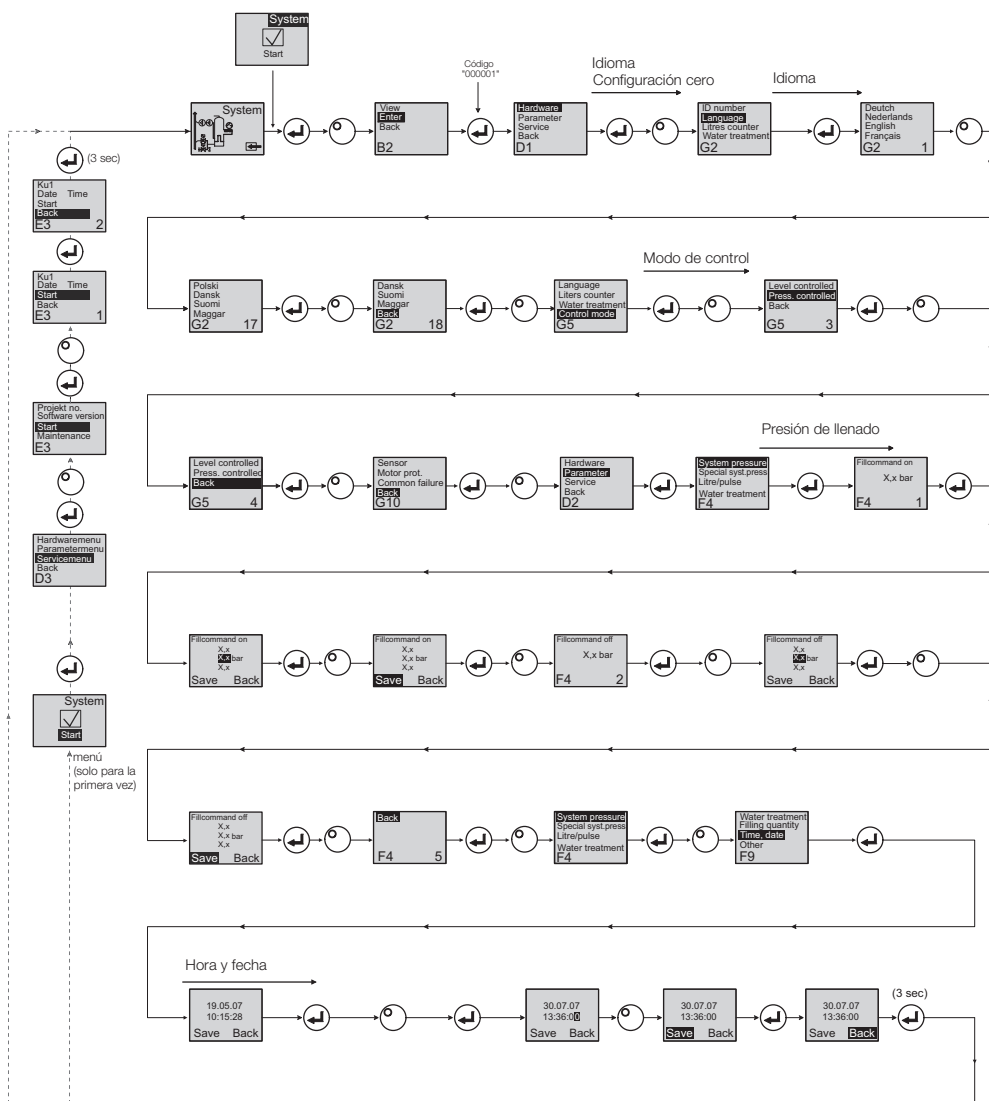 System
Start
Código
"000001"
Idioma
Configuración cero
Idioma
System
View
Enter
Back
B2
Hardware
Parameter
Service
Back
D1
ID number
Language
Litres counter
Water treatment
G2
Deutch
Nederlands
English
Français
G2 1
(3 sec)
Ku1
Date Time
Start
Back
E3 2
Modo de control
Polski
Dansk
Suomi
Maggar
G2 17
Dansk
Suomi
Maggar
Back
G2 18
Language
Liters counter
Water treatment
Control mode
G5
Level controlled
Press. controlled
Back
G5 3
Ku1
Date Time
Start
Back
E3 1
Projekt no.
Software version
Start
Maintenance
E3
Presión de llenado
Level controlled
Press. controlled
Back
G5 4
Sensor
Motor prot.
Common failure
Back
G10
Hardware
Parameter
Service
Back
D2
System pressure
Special syst.press
Litre/pulse
Water treatment
F4
Fillcommand on
X,x bar
F4 1
Hardwaremenu
Parametermenu
Servicemenu
Back
D3
Fillcommand on
X,x
X,x bar
X,x
Save Back
Fillcommand on
X,x
X,x bar
X,x
Save Back
Fillcommand off
X,x bar
F4 2
Fillcommand off
X,x
X,x bar
X,x
Save Back
System
Start
menú
(solo para la
primera vez)
Fillcommand off
X,x
X,x bar
X,x
Save Back
Back
F4 5
System pressure
Special syst.press
Litre/pulse
Water treatment
F4
Water treatment
Filling quantity
Time, date
Other
F9
Hora y fecha
19.05.07
10:15:28
Save Back
30.07.07
13:36:00
Save Back
30.07.07
13:36:00
Save Back
30.07.07
13:36:00
Save Back
(3 sec)